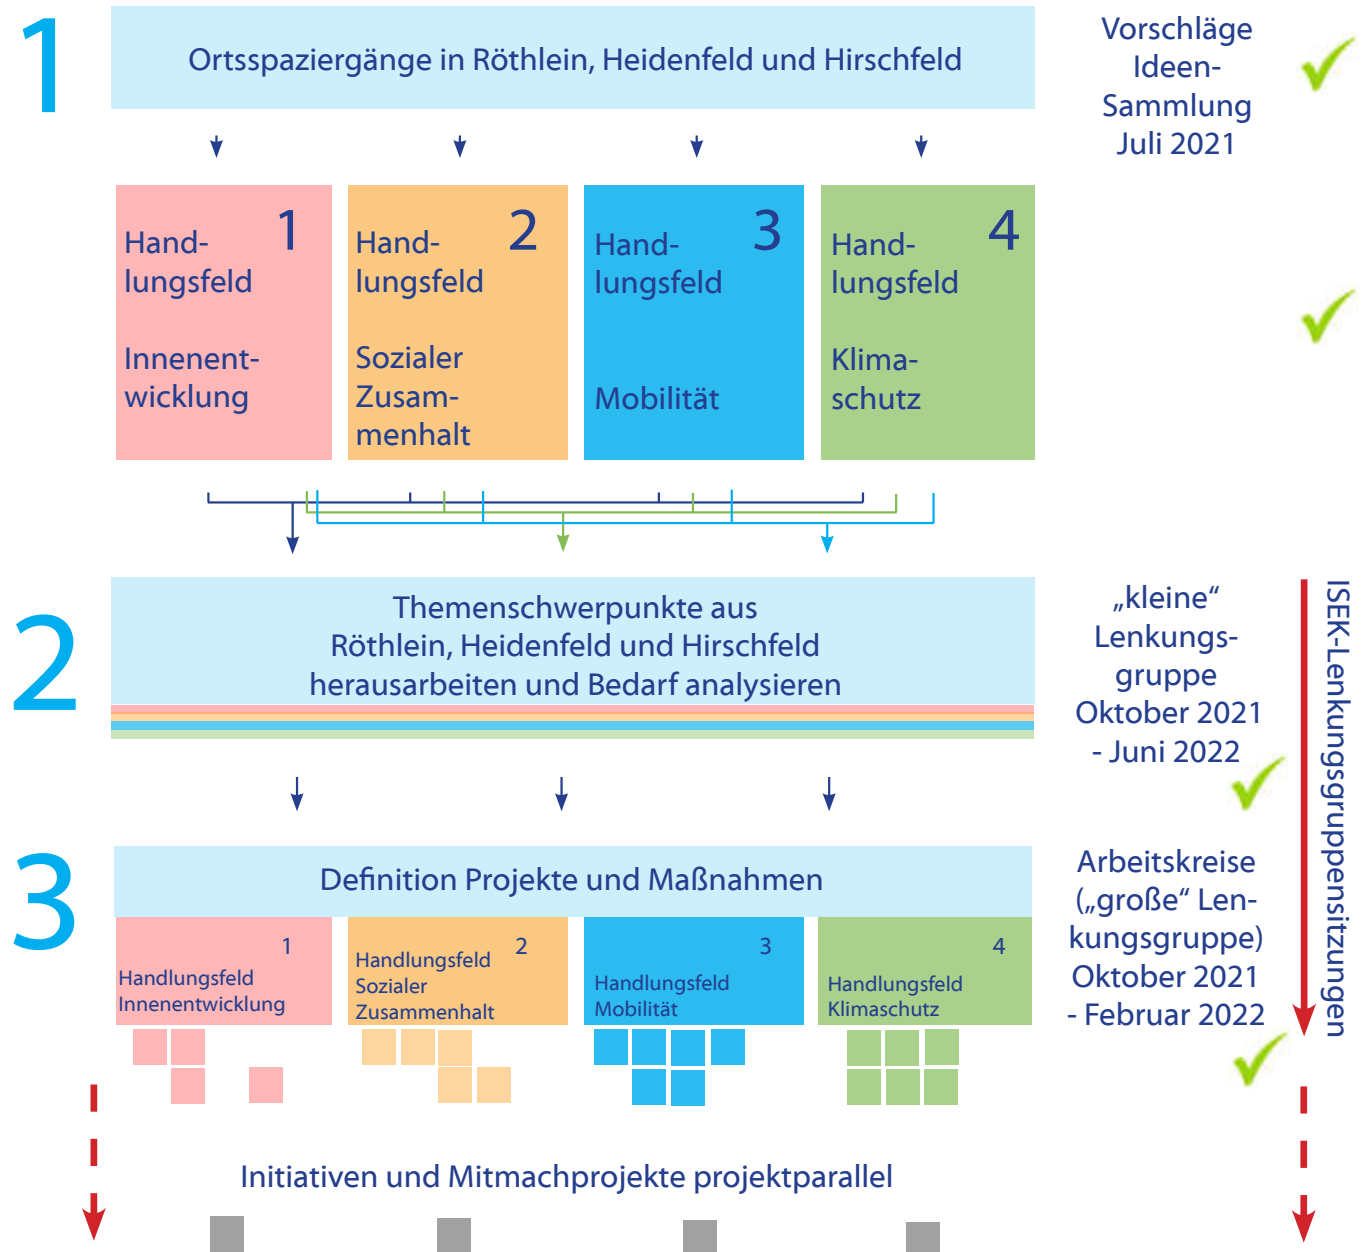 1
Ortsspaziergänge in Röthlein, Heidenfeld und Hirschfeld
Vorschläge
Ideen-
Sammlung
Juli 2021
1
Hand-
lungsfeld
Innenent-
wicklung
2
Hand-
lungsfeld
Sozialer
Zusam-
menhalt
3
Hand-
lungsfeld
Mobilität
4
Hand-
lungsfeld
Klima-
schutz
2
Themenschwerpunkte aus
Röthlein, Heidenfeld und Hirschfeld
herausarbeiten und Bedarf analysieren
„kleine“
Lenkungs-
gruppe
Oktober 2021
- Juni 2022
ISEK-Lenkungsgruppensitzungen
3
Definition Projekte und Maßnahmen
1
Handlungsfeld
Innenentwicklung
2
Handlungsfeld
Sozialer
Zusammenhalt
3
Handlungsfeld
Mobilität
4
Handlungsfeld
Klimaschutz
Arbeitskreise
(„große“ Len-
kungsgruppe)
Oktober 2021
- Februar 2022
Initiativen und Mitmachprojekte projektparallel